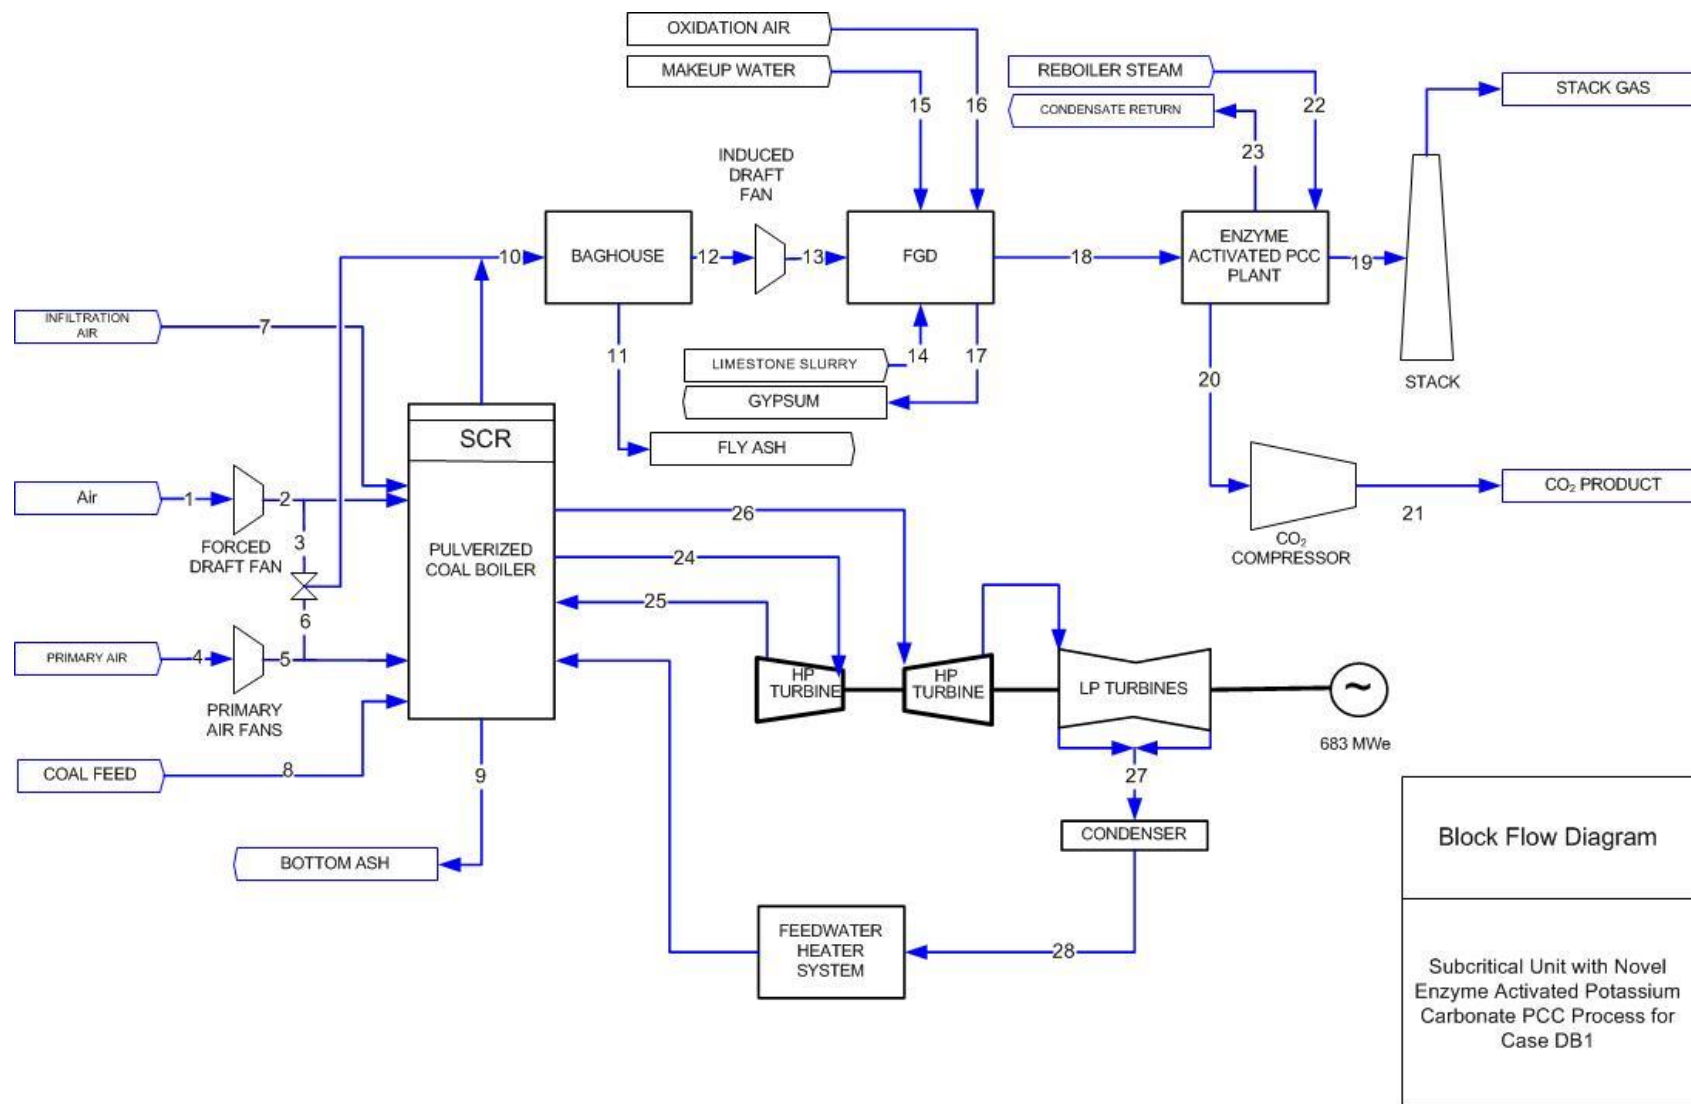 OXIDATION AIR
MAKEUP WATER
15
16
REBOILER STEAM
CONDENSATE RETURN
22
23
STACK GAS
INDUCED
DRAFT
FAN
10
BAGHOUSE
12
13
FGD
18
ENZYME
ACTIVATED PCC
PLANT
19
INFILTRATION
AIR
7
11
LIMESTONE SLURRY
14
17
GYPSUM
20
STACK
SCR
FLY ASH
Air
1
2
3
FORCED
DRAFT FAN
PULVERIZED
COAL BOILER
26
24
25
CO₂
COMPRESSOR
21
CO₂ PRODUCT
6
PRIMARY AIR
4
5
PRIMARY
AIR FANS
HP
TURBINE
HP
TURBINE
LP TURBINES
~
683 MWe
COAL FEED
8
9
27
BOTTOM ASH
CONDENSER
FEEDWATER
HEATER
SYSTEM
28
Block Flow Diagram
Subcritical Unit with Novel
Enzyme Activated Potassium
Carbonate PCC Process for
Case DB1